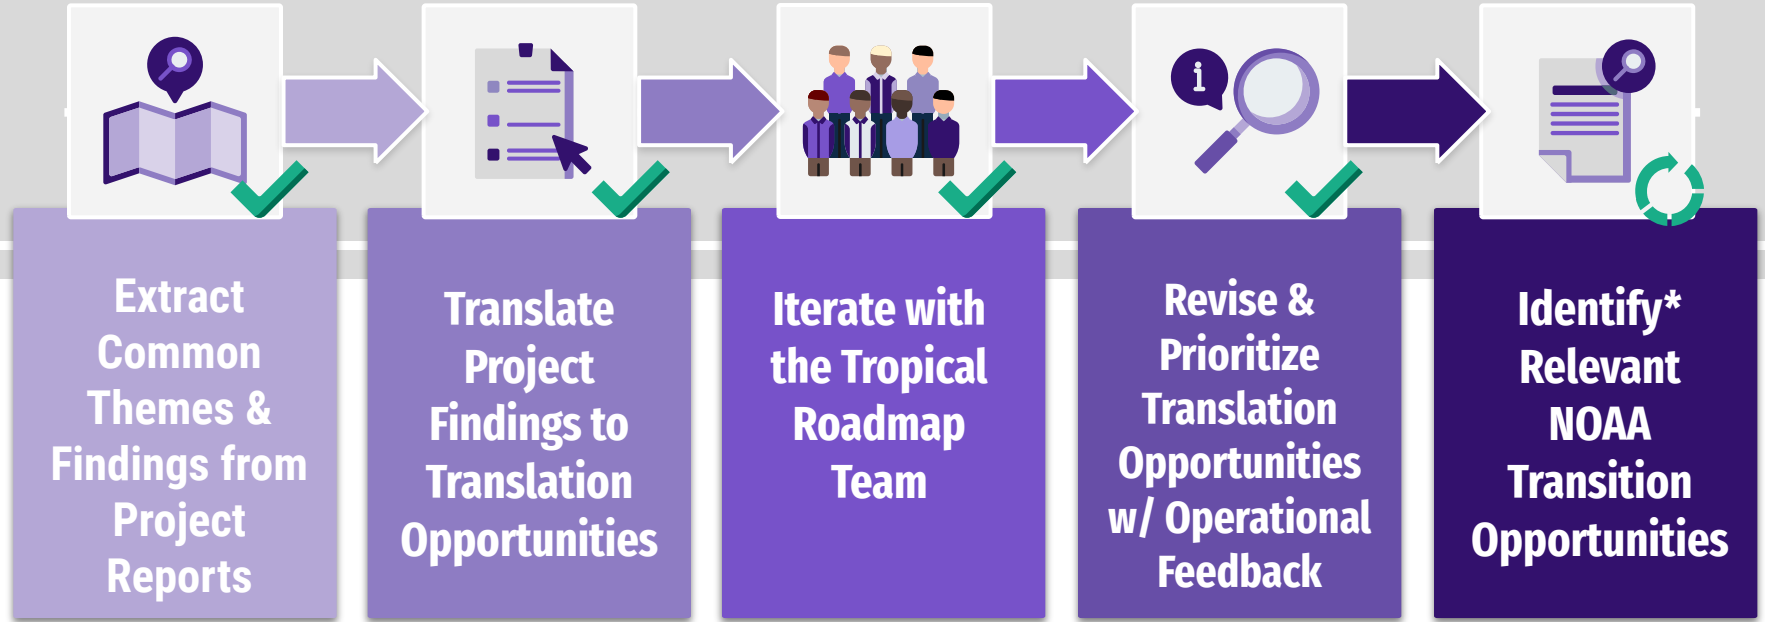 i
Extract
Common
Themes &
Findings from
Project
Reports
Translate
Project
Findings to
Translation
Opportunities
Iterate with
the Tropical
Roadmap
Team
Revise &
Prioritize
Translation
Opportunities
w/ Operational
Feedback
Identify*
Relevant
NOAA
Transition
Opportunities